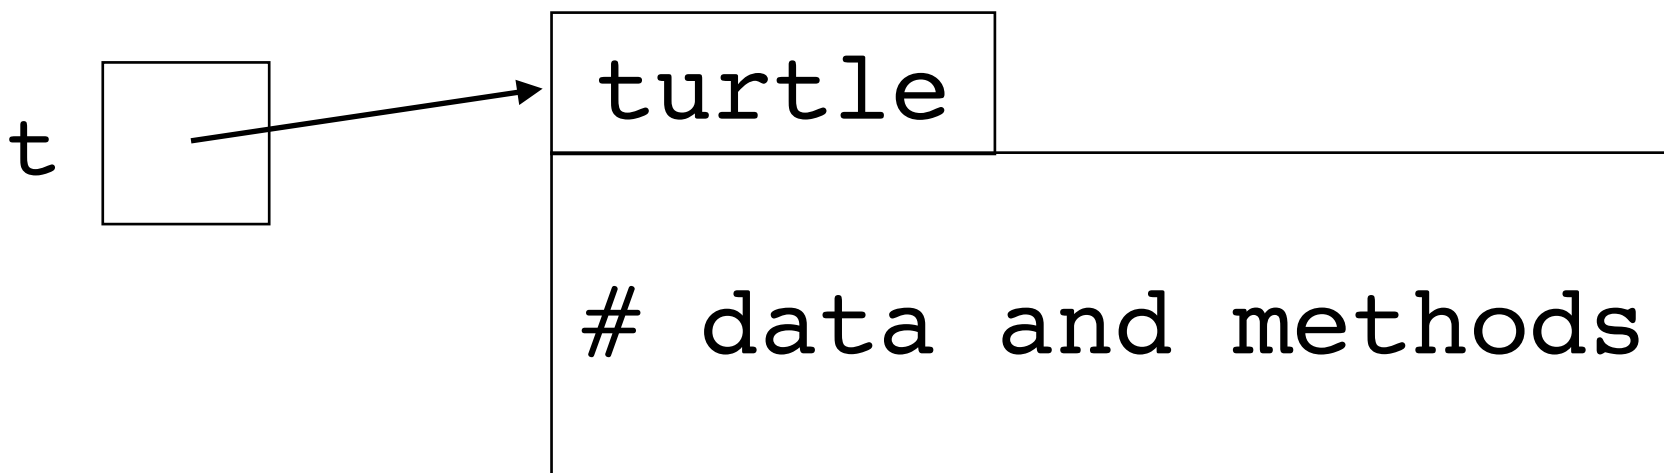 turtle
t
# data and methods